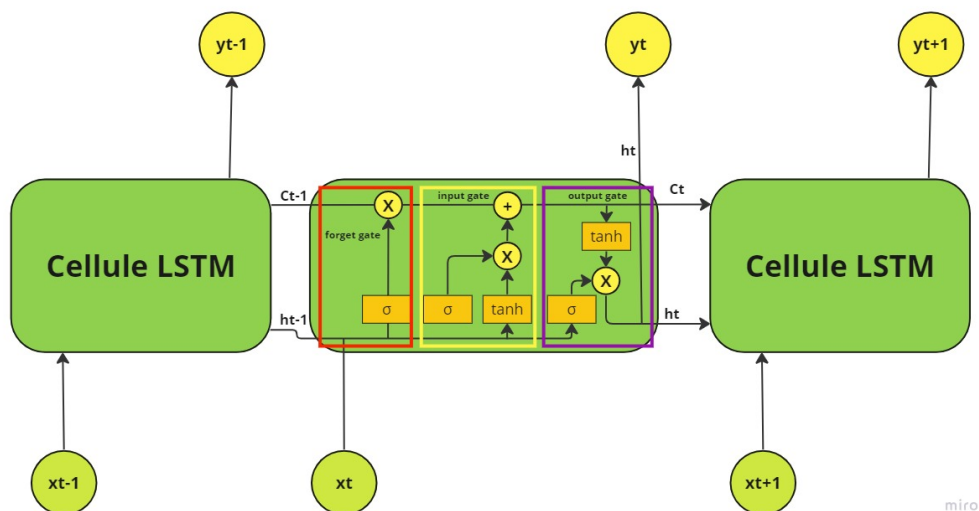 yt-1
yt
yt+1
ht
Ct-1
input gate
output gate
Ct
X
+
forget gate
tanh
Cellule LSTM
X
X
Cellule LSTM
σ
σ
tanh
σ
ht-1
ht
xt-1
xt
xt+1
miro